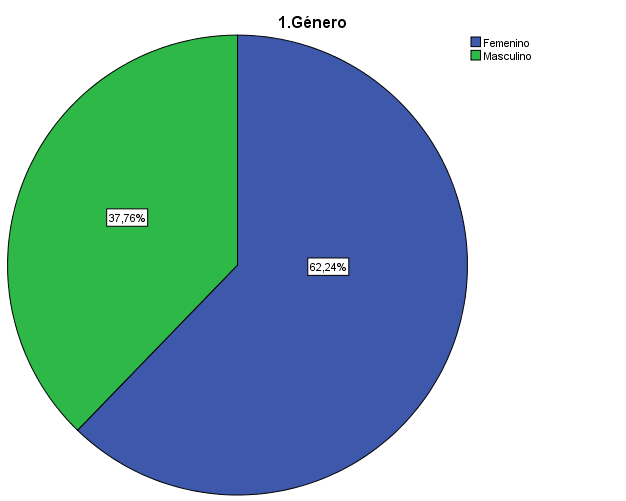 1.Género
Femenino
Masculino
37,76%
62,24%